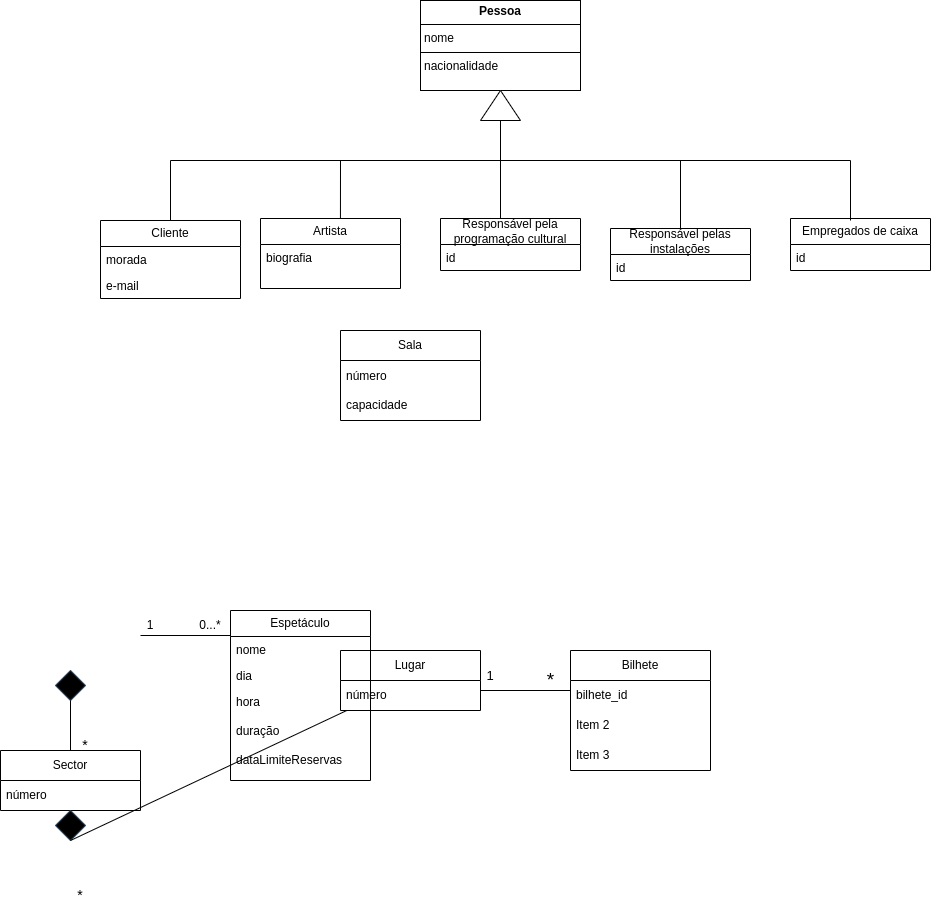 Pessoa
nome
nacionalidade
Cliente
morada
e-mail
Artista
biografia
Responsável pela
programação cultural
id
Responsável pelas
instalações
id
Empregados de caixa
id
Sala
número
capacidade
1
0...*
Espetáculo
nome
dia
hora
duração
dataLimiteReservas
Lugar
número
1
*
Bilhete
bilhete_id
Item 2
Item 3
*
Sector
número
*